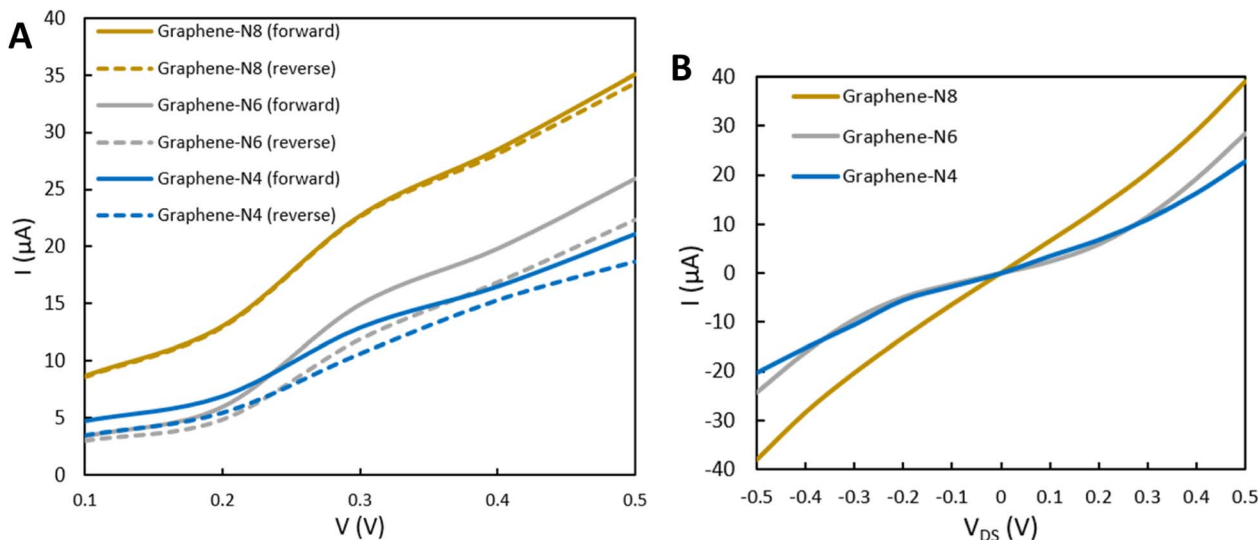 A
40
35
30
25
20
15
10
5
0
I (µA)
Graphene-N8 (forward)
Graphene-N8 (reverse)
Graphene-N6 (forward)
Graphene-N6 (reverse)
Graphene-N4 (forward)
Graphene-N4 (reverse)
0.1 0.2 0.3 0.4 0.5
V (V)
B
40
30
20
10
0
-10
-20
-30
-40
I (µA)
Graphene-N8
Graphene-N6
Graphene-N4
-0.5 -0.4 -0.3 -0.2 -0.1 0 0.1 0.2 0.3 0.4 0.5
V_DS (V)